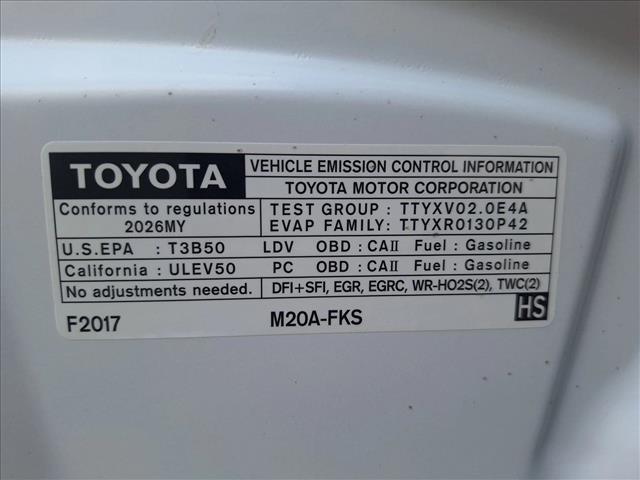 TOYOTA
VEHICLE EMISSION CONTROL INFORMATION
TOYOTA MOTOR CORPORATION
Conforms to regulations
2026MY
TEST GROUP : TTYXV02.0E4A
EVAP FAMILY: TTYXR0130P42
U.S.EPA : T3B50 LDV OBD : CAII Fuel : Gasoline
California : ULEV50 PC OBD : CAII Fuel : Gasoline
No adjustments needed. DFI+SFI, EGR, EGRC, WR-HO2S(2), TWC(2)
F2017 M20A-FKS HS